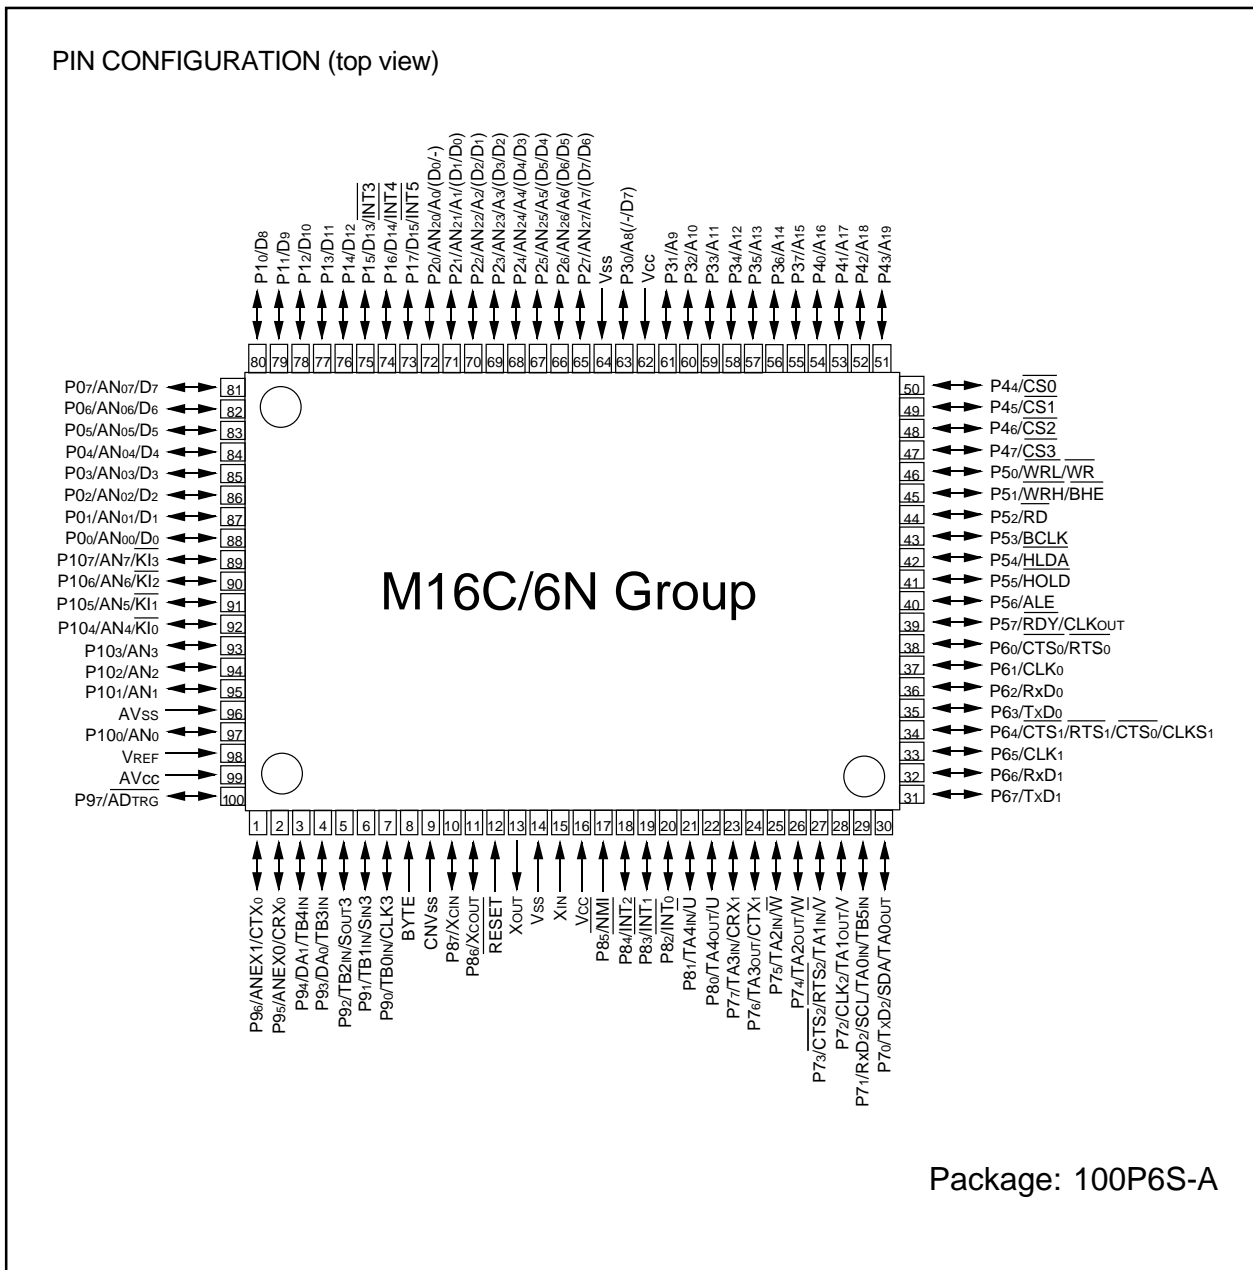 PIN CONFIGURATION (top view)
P10/D8
P11/D9
P12/D10
P13/D11
P14/D12
P15/D13/INT3
P16/D14/INT4
P17/D15/INT5
P20/AN20/A0/(D0/-)
P21/AN21/A1/(D1/D0)
P22/AN22/A2/(D2/D1)
P23/AN23/A3/(D3/D2)
P24/AN24/A4/(D4/D3)
P25/AN25/A5/(D5/D4)
P26/AN26/A6/(D6/D5)
P27/AN27/A7/(D7/D6)
Vss
P30/A8(/-/D7)
Vcc
P31/A9
P32/A10
P33/A11
P34/A12
P35/A13
P36/A14
P37/A15
P40/A16
P41/A17
P42/A18
P43/A19
80 79 78 77 76 75 74 73 72 71 70 69 68 67 66 65 64 63 62 61 60 59 58 57 56 55 54 53 52 51
P07/AN07/D7 81
P06/AN06/D6 82
P05/AN05/D5 83
P04/AN04/D4 84
P03/AN03/D3 85
P02/AN02/D2 86
P01/AN01/D1 87
P00/AN00/D0 88
P107/AN7/KI3 89
P106/AN6/KI2 90
P105/AN5/KI1 91
P104/AN4/KI0 92
P103/AN3 93
P102/AN2 94
P101/AN1 95
AVss 96
P100/AN0 97
VREF 98
AVcc 99
P97/ADTRG 100
M16C/6N Group
50 P44/CS0
49 P45/CS1
48 P46/CS2
47 P47/CS3
46 P50/WRL/WR
45 P51/WRH/BHE
44 P52/RD
43 P53/BCLK
42 P54/HLDA
41 P55/HOLD
40 P56/ALE
39 P57/RDY/CLKOUT
38 P60/CTS0/RTS0
37 P61/CLK0
36 P62/RxD0
35 P63/TxD0
34 P64/CTS1/RTS1/CTS0/CLKS1
33 P65/CLK1
32 P66/RxD1
31 P67/TxD1
1 2 3 4 5 6 7 8 9 10 11 12 13 14 15 16 17 18 19 20 21 22 23 24 25 26 27 28 29 30
P96/ANEX1/CTX0
P95/ANEX0/CRX0
P94/DA1/TB4IN
P93/DA0/TB3IN
P92/TB2IN/SOUT3
P91/TB1IN/SIN3
P90/TB0IN/CLK3
BYTE
CNVss
P87/XCIN
P86/XCOUT
RESET
XOUT
Vss
XIN
Vcc
P85/NMI
P84/INT2
P83/INT1
P82/INT0
P81/TA4IN/U
P80/TA4OUT/U
P77/TA3IN/CRX1
P76/TA3OUT/CTX1
P75/TA2IN/W
P74/TA2OUT/W
P73/CTS2/RTS2/TA1IN/V
P72/CLK2/TA1OUT/V
P71/RxD2/SCL/TA0IN/TB5IN
P70/TxD2/SDA/TA0OUT
Package: 100P6S-A